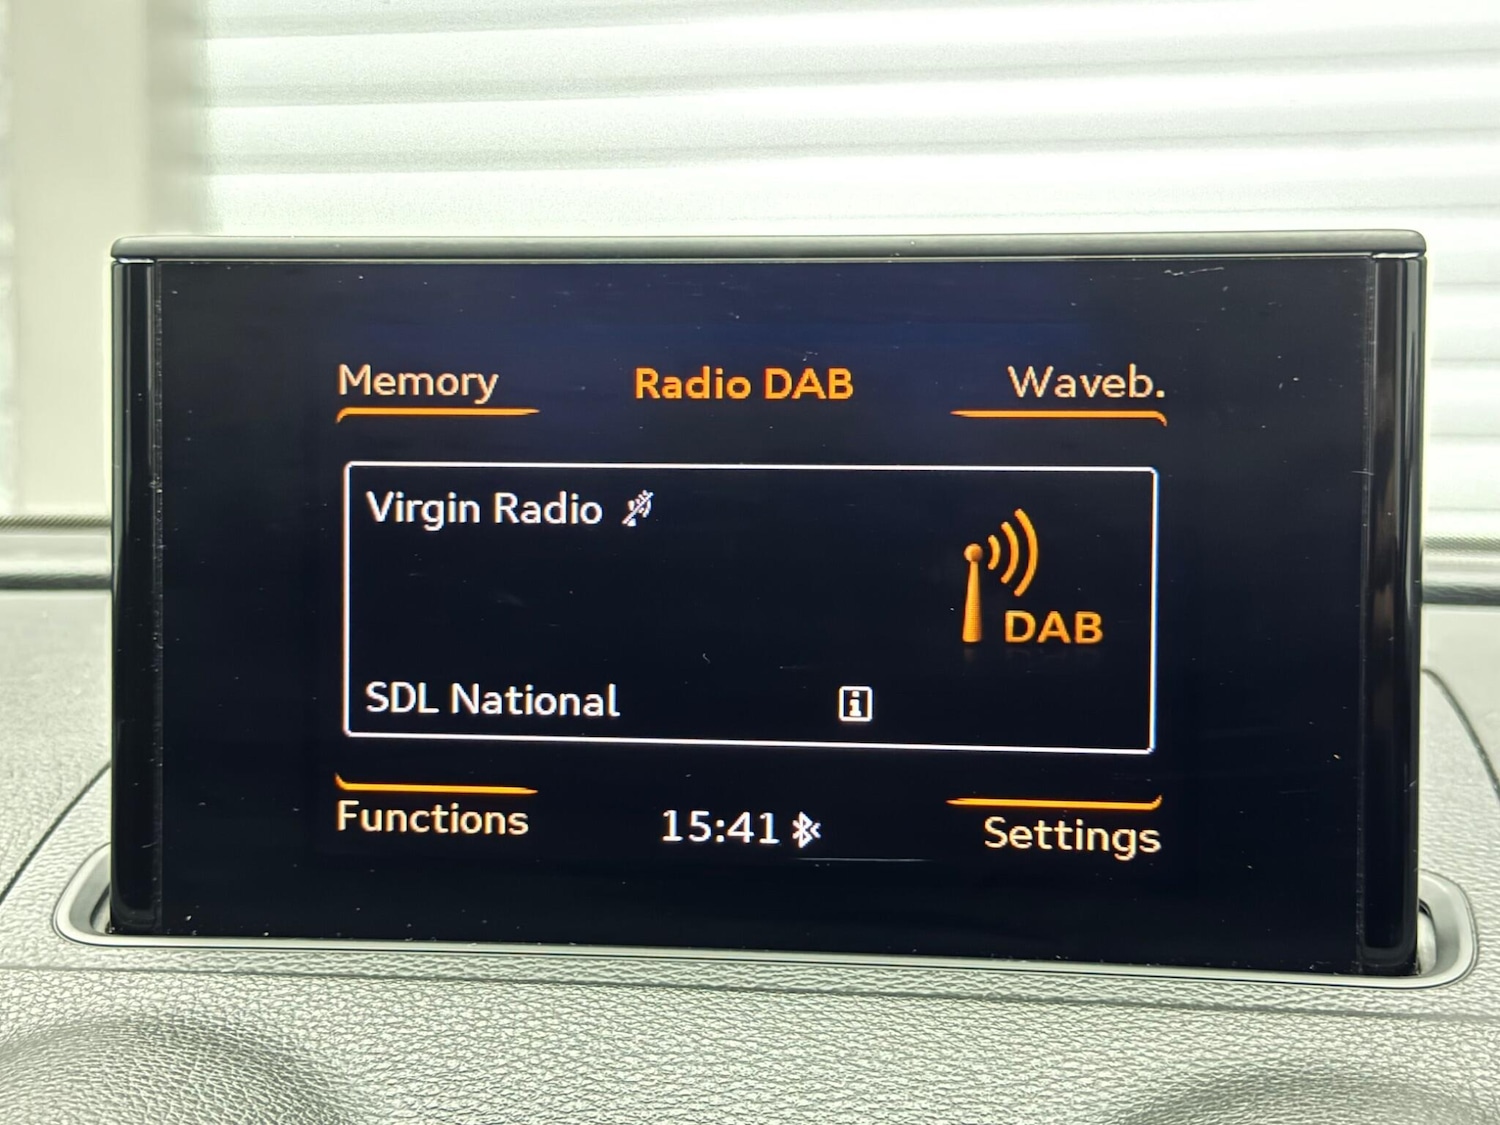 Memory
Radio DAB
Waveb.
Virgin Radio
DAB
SDL National
i
Functions
15:41
Settings